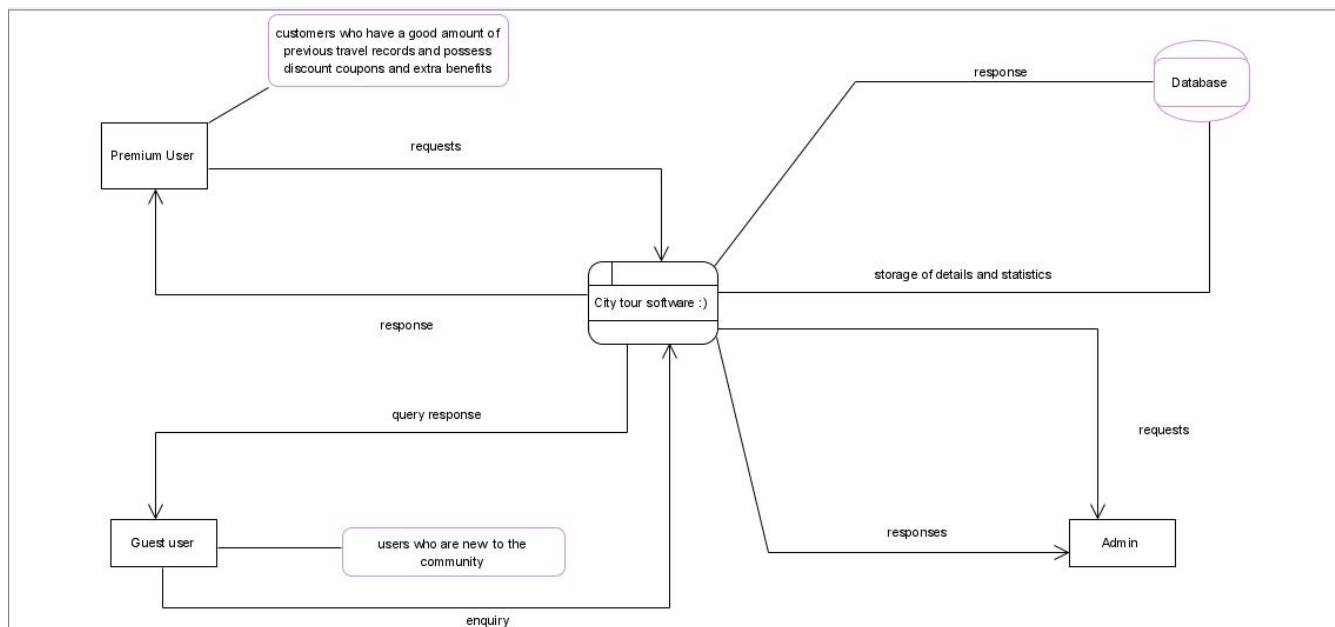 customers who have a good amount of
previous travel records and possess
discount coupons and extra benefits
response
Database
Premium User
requests
storage of details and statistics
City tour software :)
response
query response
requests
responses
Guest user
users who are new to the
community
Admin
enquiry